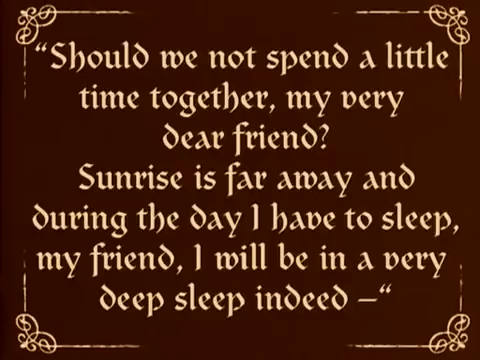 “Should we not spend a little
time together, my very
dear friend?
Sunrise is far away and
during the day I have to sleep,
my friend, I will be in a very
deep sleep indeed –“